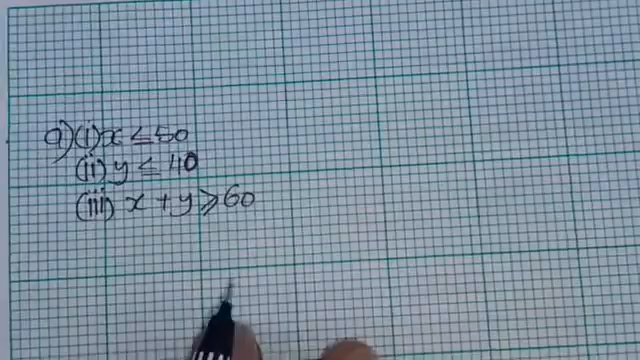 a)(i) x ≤ 50
(ii) y ≤ 40
(iii) x + y ⩾ 60